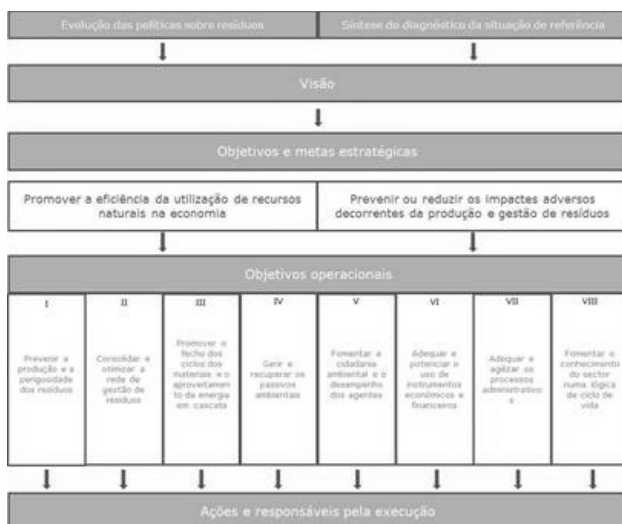 Evolução das políticas sobre resíduos
Síntese do diagnóstico da situação de referência
Visão
Objetivos e metas estratégicas
Promover a eficiência da utilização de recursos
naturais na economia
Prevenir ou reduzir os impactes adversos
decorrentes da produção e gestão de resíduos
Objetivos operacionais
I
Prevenir a
produção e a
perigosidade
dos resíduos
II
Consolidar e
otimizar a
rede de
gestão de
resíduos
III
Promover o
fecho dos
ciclos dos
materiais e o
aproveitamen
to da energia
em cascata
IV
Gerir e
recuperar os
passivos
ambientais
V
Fomentar a
cidadania
ambiental e o
desempenho
dos agentes
VI
Adequar e
potenciar o
uso de
instrumentos
económicos e
financeiros
VII
Adequar e
agilizar os
processos
administrativo
s
VIII
Fomentar o
conhecimento
do sector
numa lógica
de ciclo de
vida
Ações e responsáveis pela execução